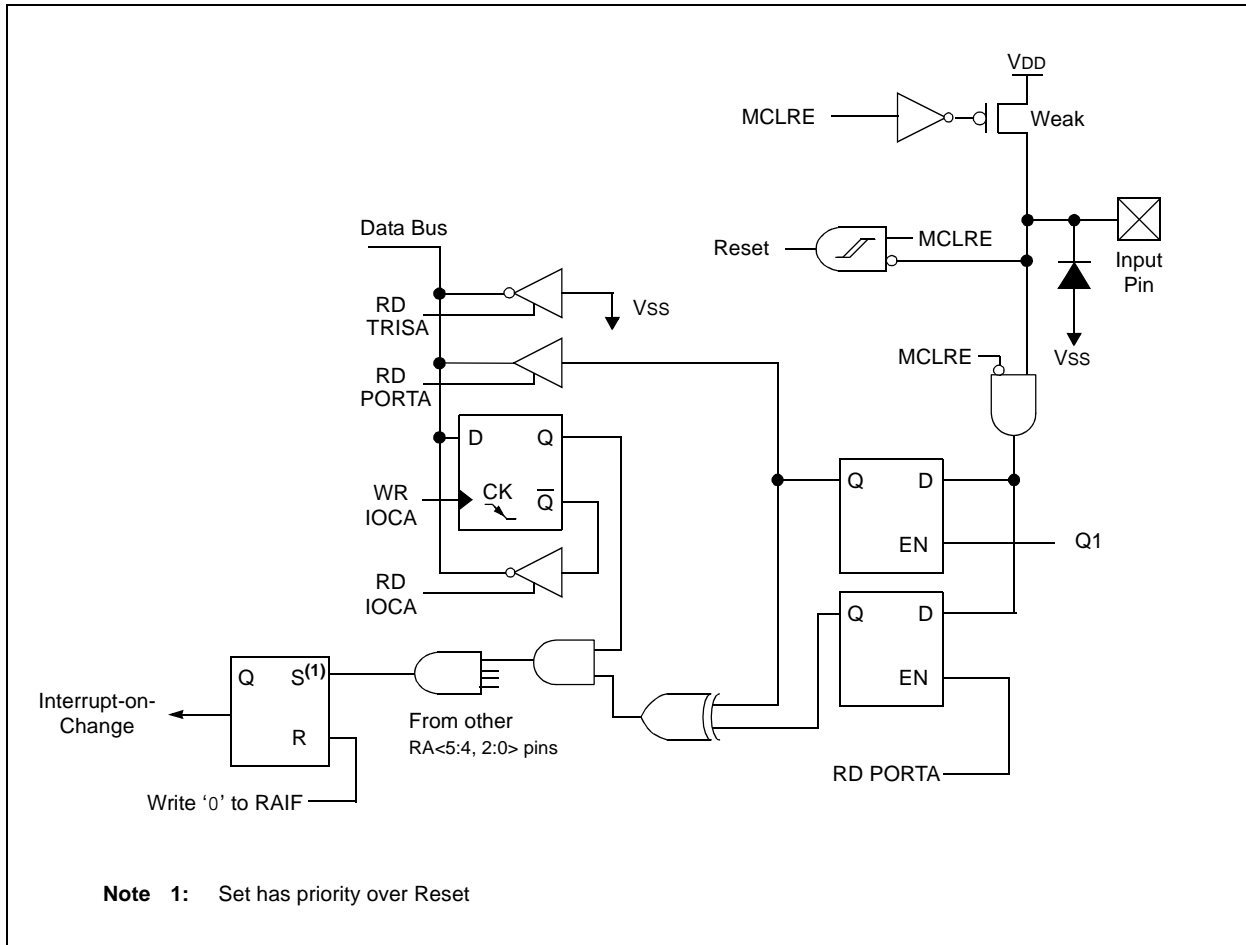 VDD
MCLRE
Weak
Data Bus
Reset
MCLRE
Input
Pin
RD
TRISA
VSS
VSS
RD
PORTA
MCLRE
D
Q
Q
D
WR
IOCA
CK
Q
EN
Q1
RD
IOCA
Q
D
Q
S(1)
EN
Interrupt-on-
Change
From other
RA<5:4, 2:0> pins
R
RD PORTA
Write ‘0’ to RAIF
Note 1: Set has priority over Reset